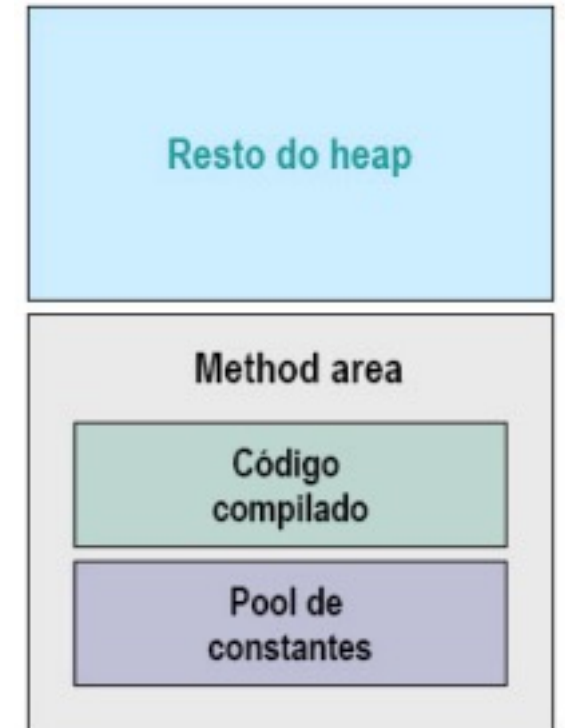 Resto do heap
Method area
Código
compilado
Pool de
constantes